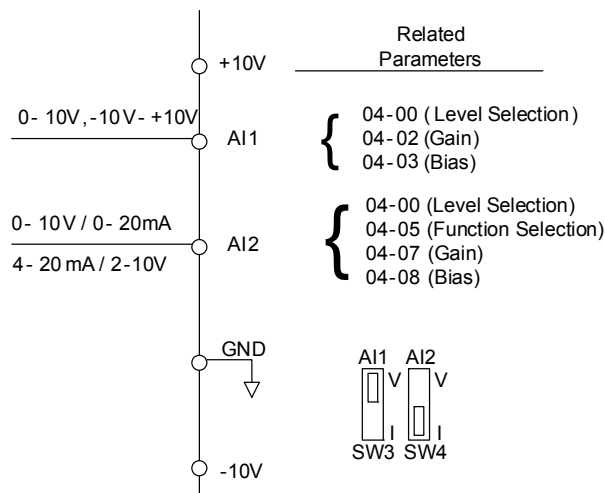 Related
Parameters
+10V
0- 10V, -10V- +10V
AI1
04-00 ( Level Selection)
04-02 (Gain)
04-03 (Bias)
0- 10V / 0- 20mA
AI2
4- 20 mA / 2-10V
04-00 (Level Selection)
04-05 (Function Selection)
04-07 (Gain)
04-08 (Bias)
GND
AI1 AI2
V V
I I
SW3 SW4
-10V